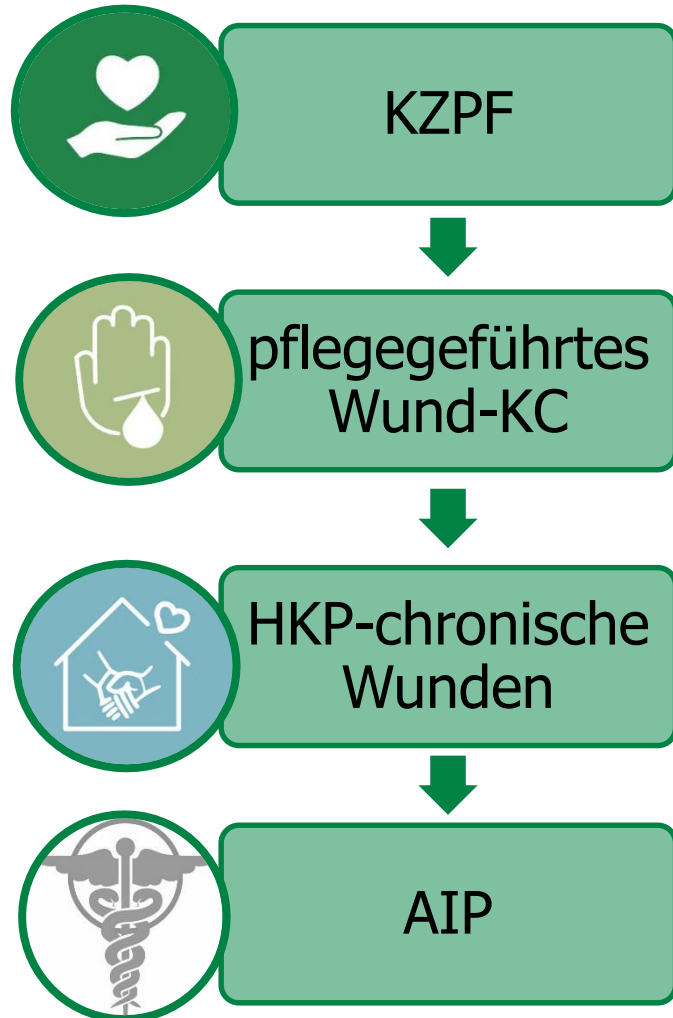 KZPF
pflegegeführtes
Wund-KC
HKP-chronische
Wunden
AIP